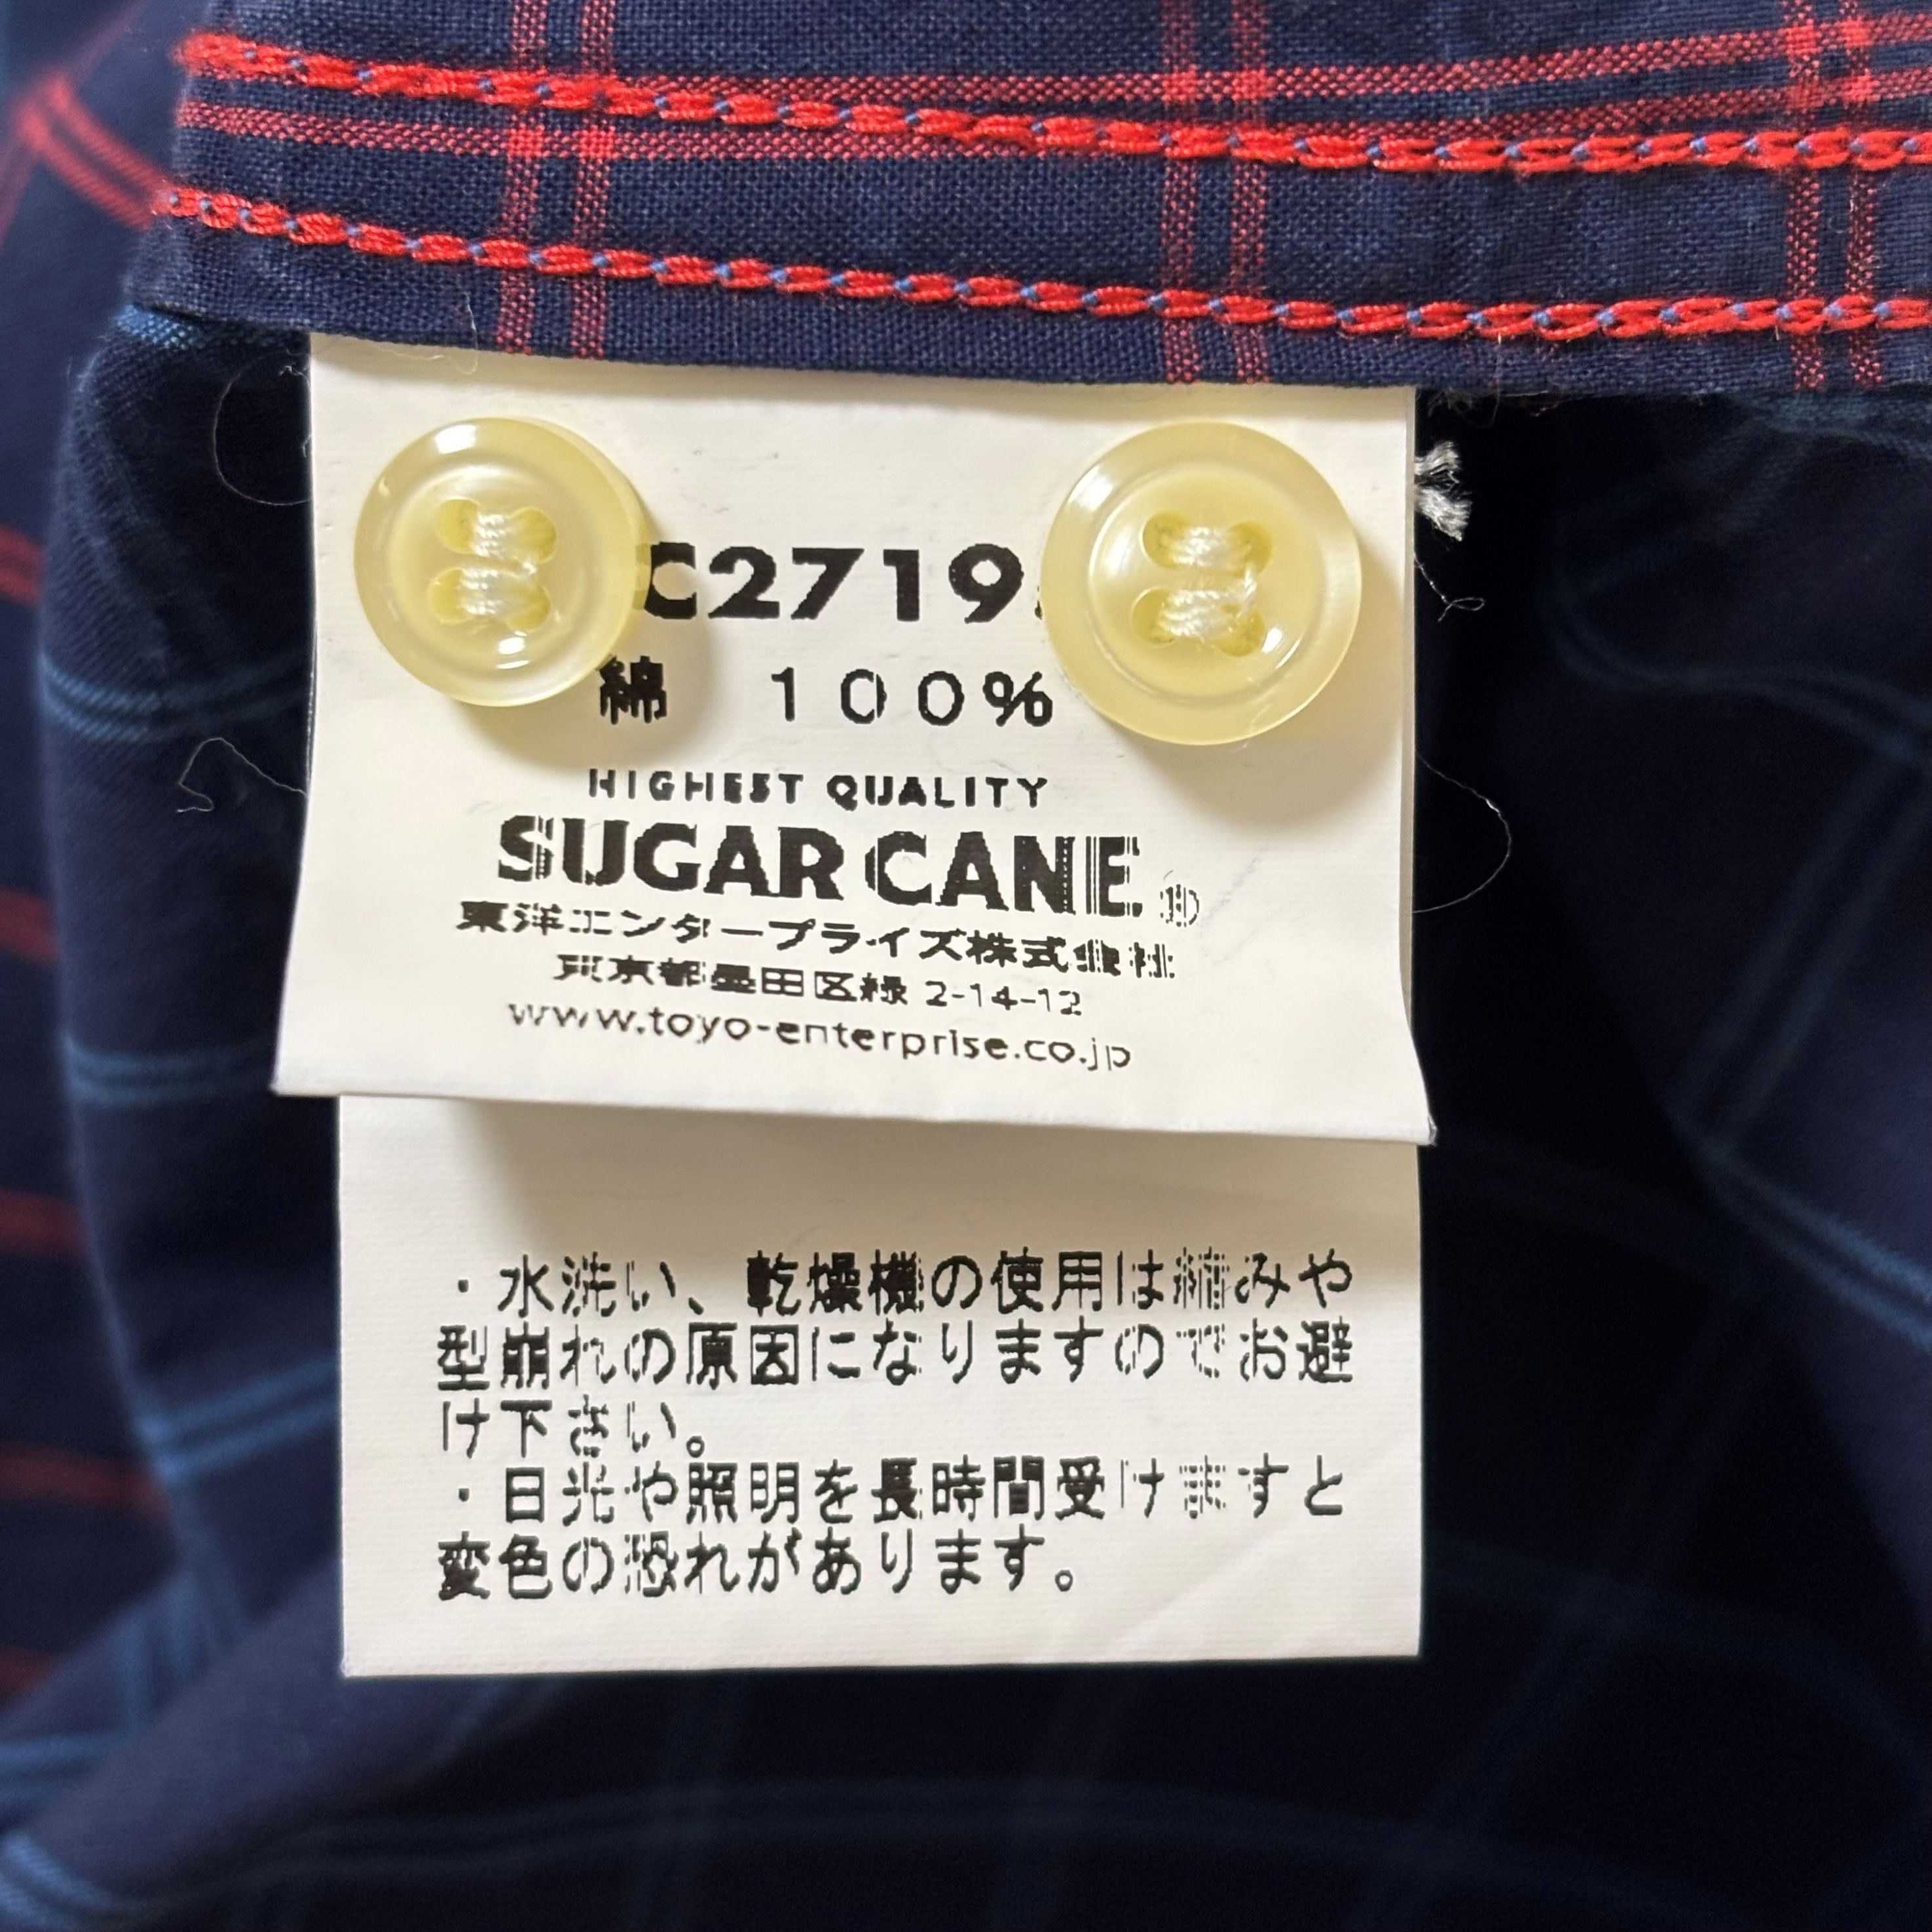 C2719
綿 100%
HIGHEST QUALITY
SUGAR CANE®
東洋エンタープライズ株式會社
東京都墨田区緑 2-14-12
www.toyo-enterprise.co.jp
・水洗い、乾燥機の使用は縮みや
型崩れの原因になりますのでお避
け下さい。
・日光や照明を長時間受けますと
変色の恐れがあります。